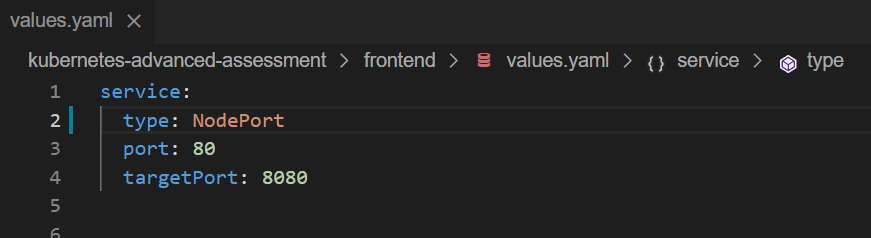 values.yaml
kubernetes-advanced-assessment > frontend > values.yaml > {} service > type
1 service:
2   type: NodePort
3   port: 80
4   targetPort: 8080
5
6